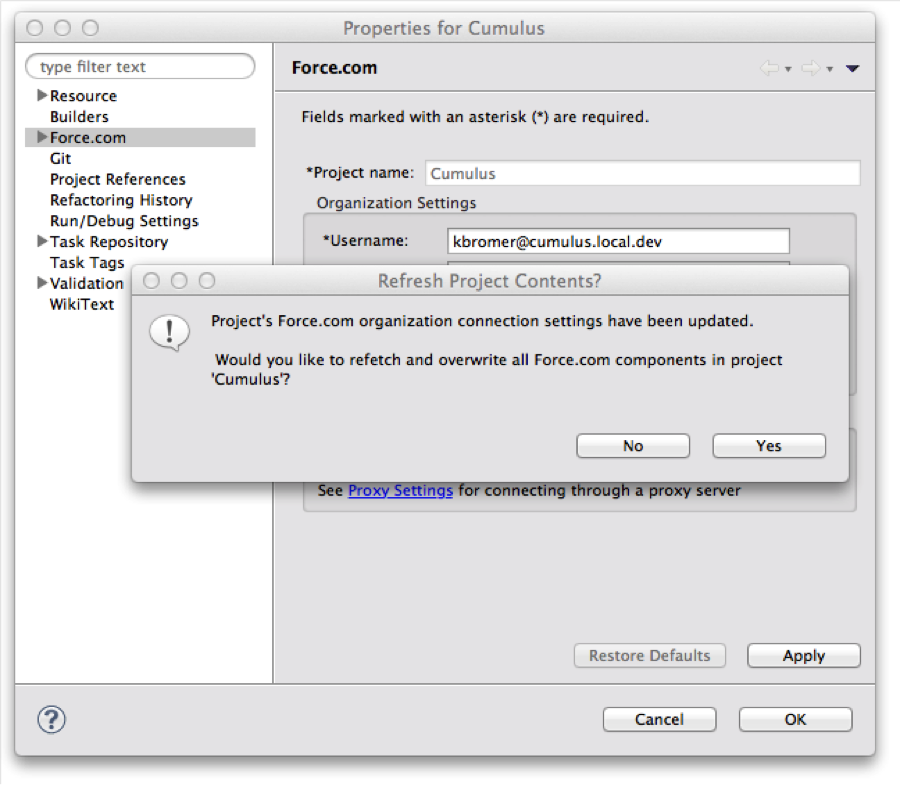 Properties for Cumulus
type filter text
Resource
Builders
Force.com
Git
Project References
Refactoring History
Run/Debug Settings
Task Repository
Task Tags
Validation
WikiText
Force.com
Fields marked with an asterisk (*) are required.
*Project name: Cumulus
Organization Settings
*Username: kbromer@cumulus.local.dev
Refresh Project Contents?
!
Project's Force.com organization connection settings have been updated.
Would you like to refetch and overwrite all Force.com components in project
'Cumulus'?
No Yes
See Proxy Settings for connecting through a proxy server
Restore Defaults Apply
? Cancel OK